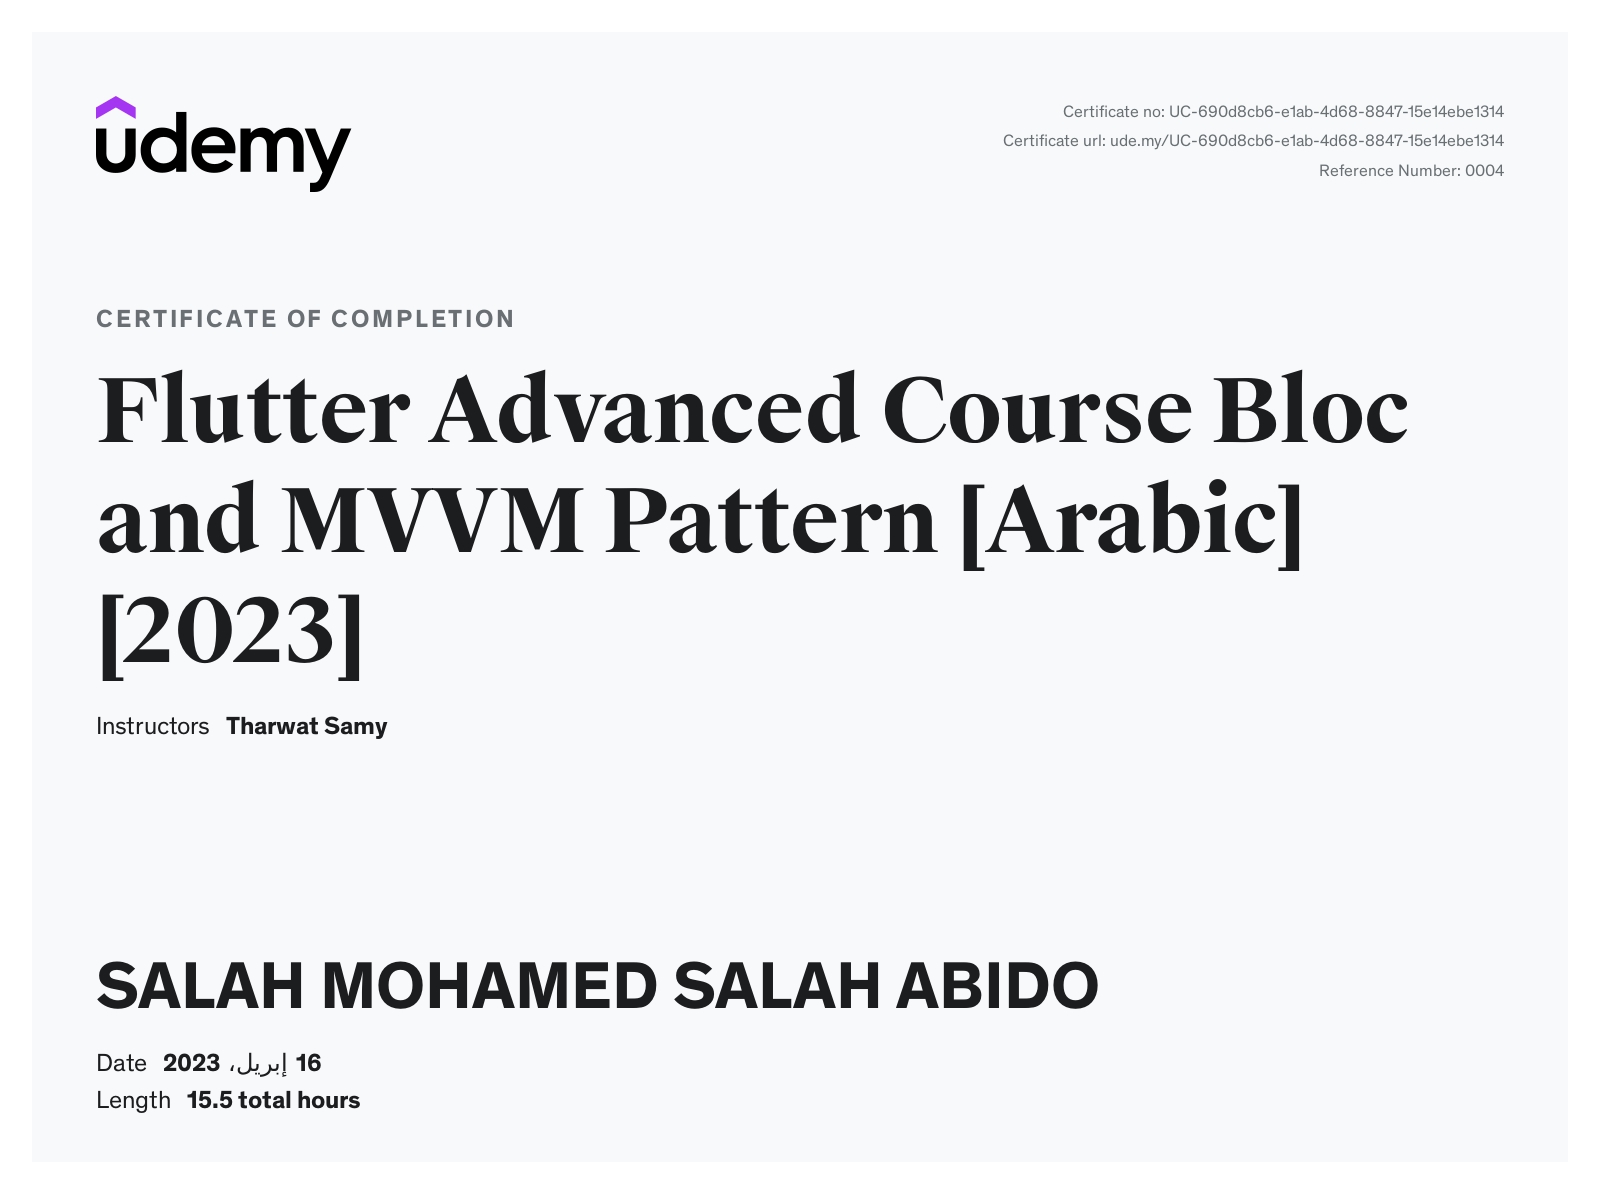 udemy
Certificate no: UC-690d8cb6-e1ab-4d68-8847-15e14ebe1314
Certificate url: ude.my/UC-690d8cb6-e1ab-4d68-8847-15e14ebe1314
Reference Number: 0004
CERTIFICATE OF COMPLETION
Flutter Advanced Course Bloc
and MVVM Pattern [Arabic]
[2023]
Instructors Tharwat Samy
SALAH MOHAMED SALAH ABIDO
Date 16 إبريل، 2023
Length 15.5 total hours